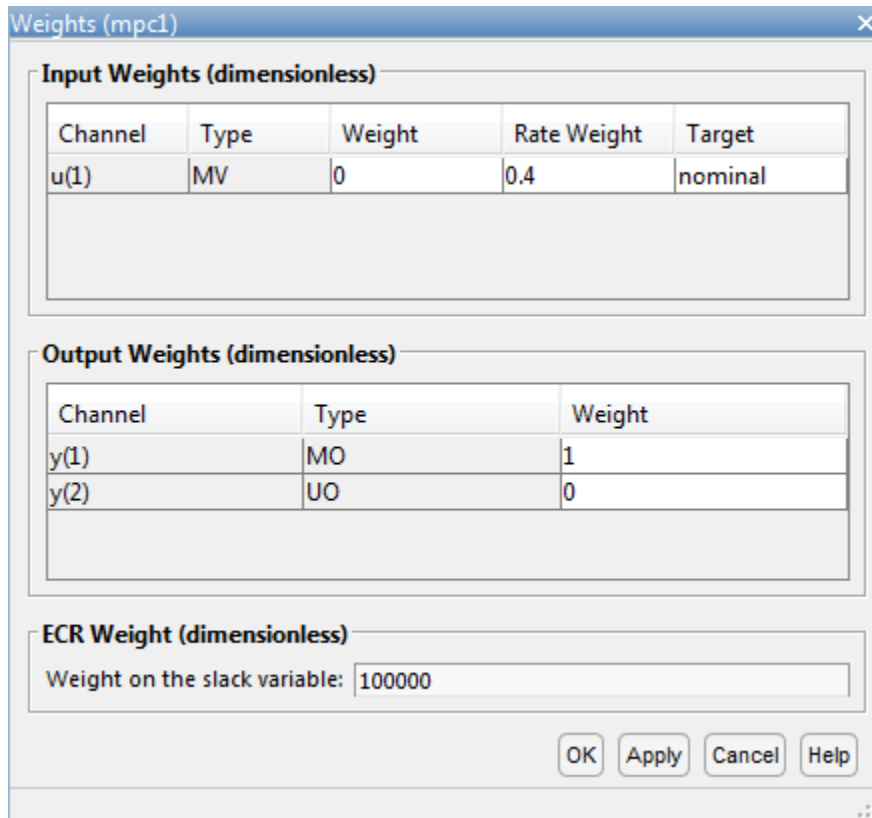 Weights (mpc1)
Input Weights (dimensionless)
Channel Type Weight Rate Weight Target
u(1) MV 0 0.4 nominal
Output Weights (dimensionless)
Channel Type Weight
y(1) MO 1
y(2) UO 0
ECR Weight (dimensionless)
Weight on the slack variable: 100000
OK Apply Cancel Help